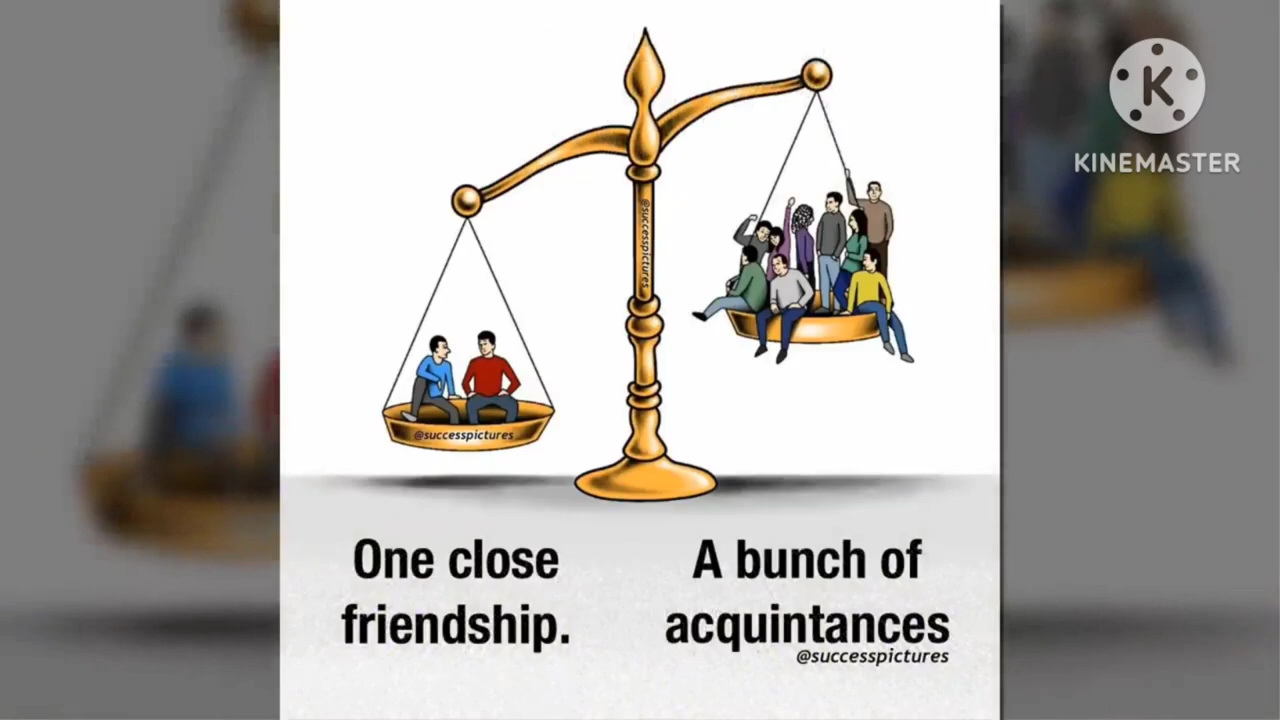 K
KINEMASTER
@successpictures
@successpictures
One close
friendship.
A bunch of
acquintances
@successpictures